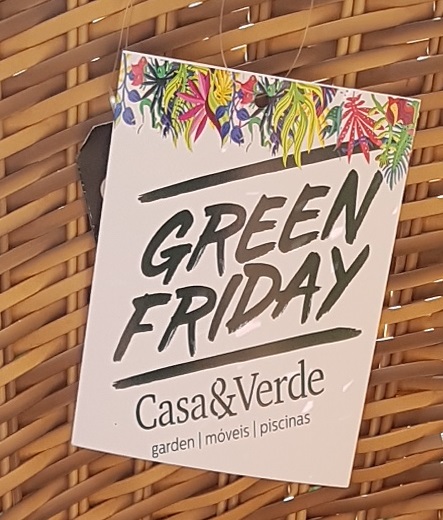 GREEN
FRIDAY
Casa&Verde
garden | móveis | piscinas